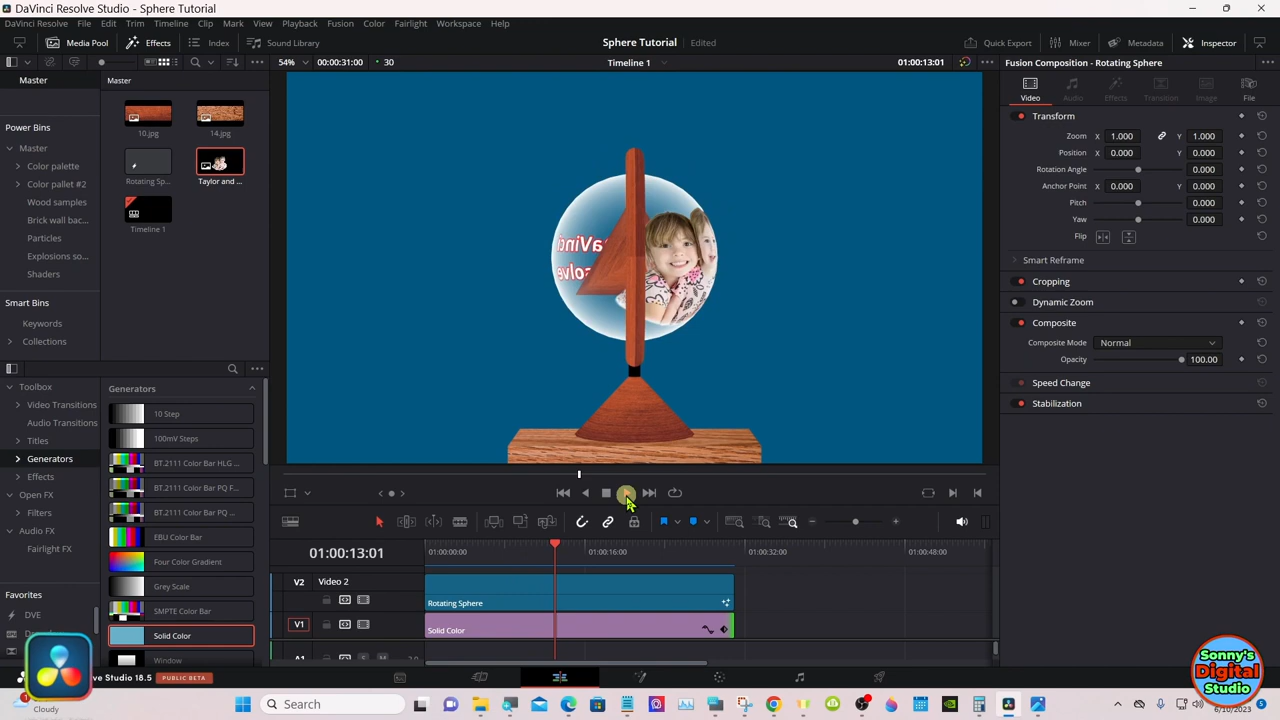 DaVinci Resolve Studio - Sphere Tutorial
DaVinci Resolve File Edit Trim Timeline Clip Mark View Playback Fusion Color Fairlight Workspace Help
Media Pool Effects Index Sound Library Sphere Tutorial Edited Quick Export Mixer Metadata Inspector
Master 54% 00:00:31:00 30 Timeline 1 01:00:13:01 Fusion Composition - Rotating Sphere
Master
Power Bins
Master
Color palette
Color pallet #2
Wood samples
Brick wall bac...
Particles
Explosions so...
Shaders
Smart Bins
Keywords
Collections
10.jpg 14.jpg
Rotating Sp... Taylor and ...
Timeline 1
Video Audio Effects Transition Image File
Transform
Zoom X 1.000 Y 1.000
Position X 0.000 Y 0.000
Rotation Angle 0.000
Anchor Point X 0.000 Y 0.000
Pitch 0.000
Yaw 0.000
Flip
Smart Reframe
Cropping
Dynamic Zoom
Composite
Composite Mode Normal
Opacity 100.00
Speed Change
Stabilization
Toolbox
Video Transitions
Audio Transitions
Titles
Generators
Effects
Open FX
Filters
Audio FX
Fairlight FX
Favorites
DVE
Generators
10 Step
100mV Steps
BT.2111 Color Bar HLG ...
BT.2111 Color Bar PQ F...
BT.2111 Color Bar PQ ...
EBU Color Bar
Four Color Gradient
Grey Scale
SMPTE Color Bar
Solid Color
Window
01:00:13:01 01:00:00:00 01:00:16:00 01:00:32:00 01:00:48:00
V2 Video 2
Rotating Sphere
V1
Solid Color
A1 S M 2.0
Studio 18.5 PUBLIC BETA
Cloudy
Search
6/10/2023
Sonny's
Digital
Studio